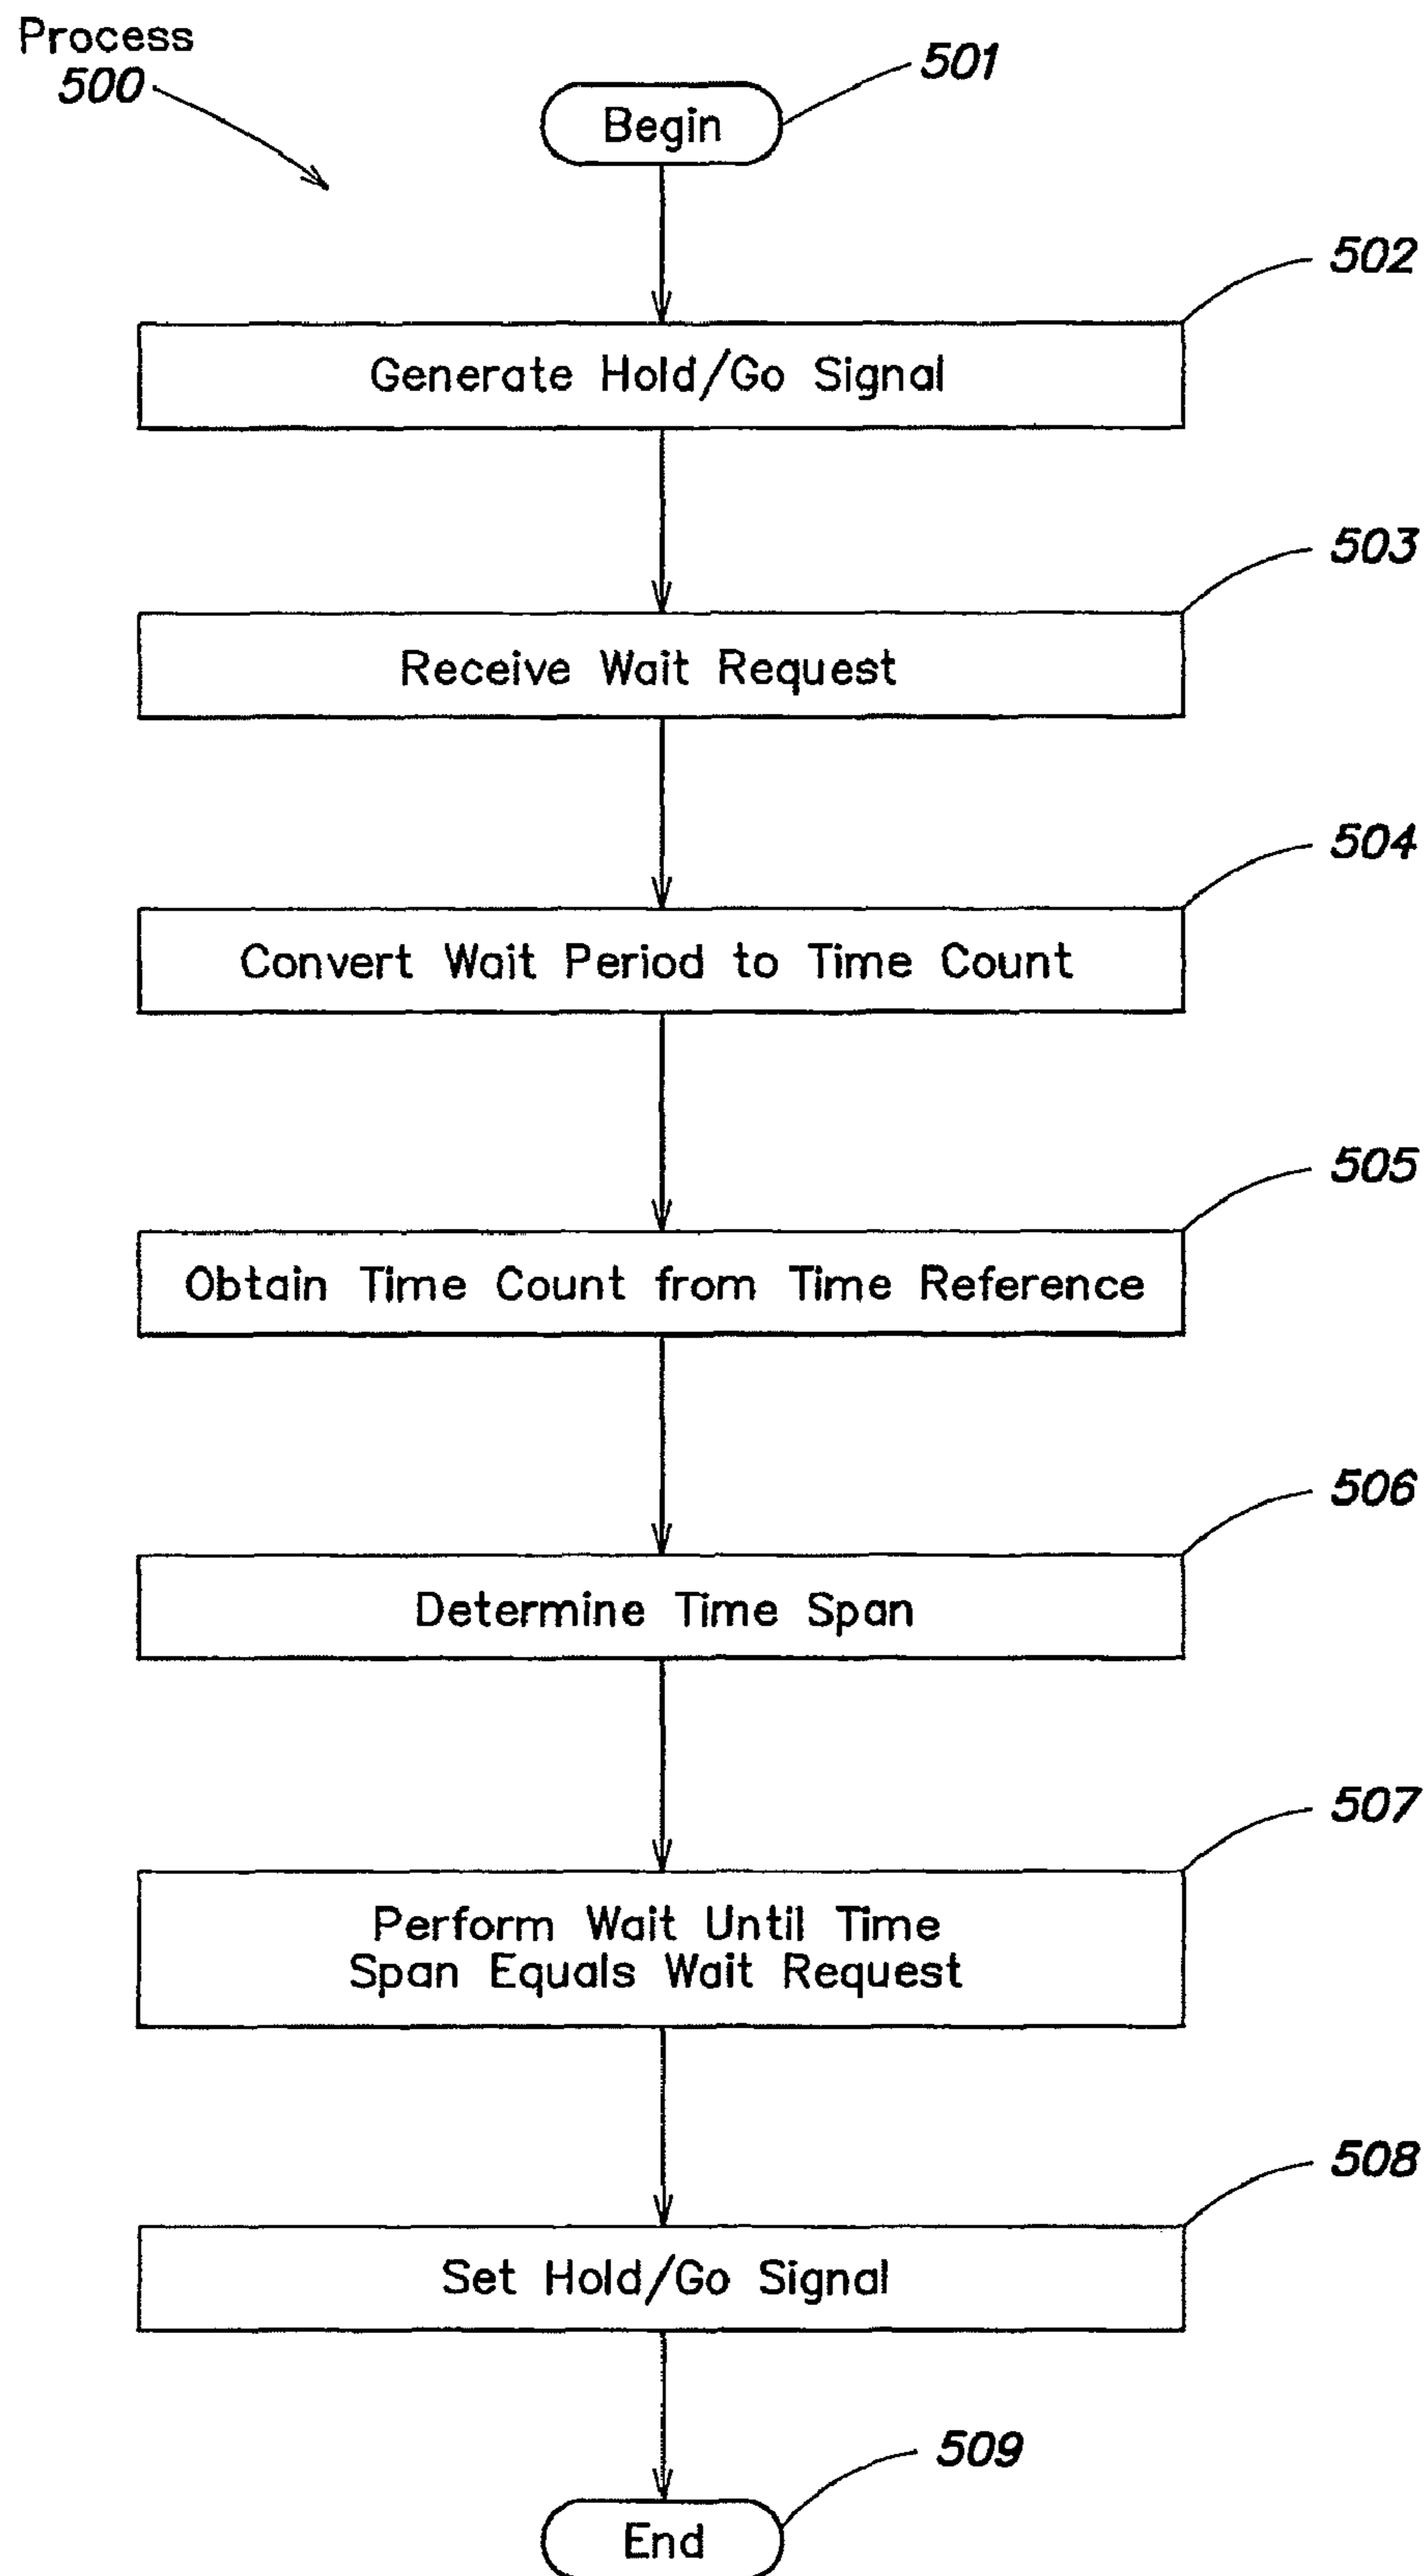 Process
500
501
Begin
502
Generate Hold/Go Signal
503
Receive Wait Request
504
Convert Wait Period to Time Count
505
Obtain Time Count from Time Reference
506
Determine Time Span
507
Perform Wait Until Time
Span Equals Wait Request
508
Set Hold/Go Signal
509
End